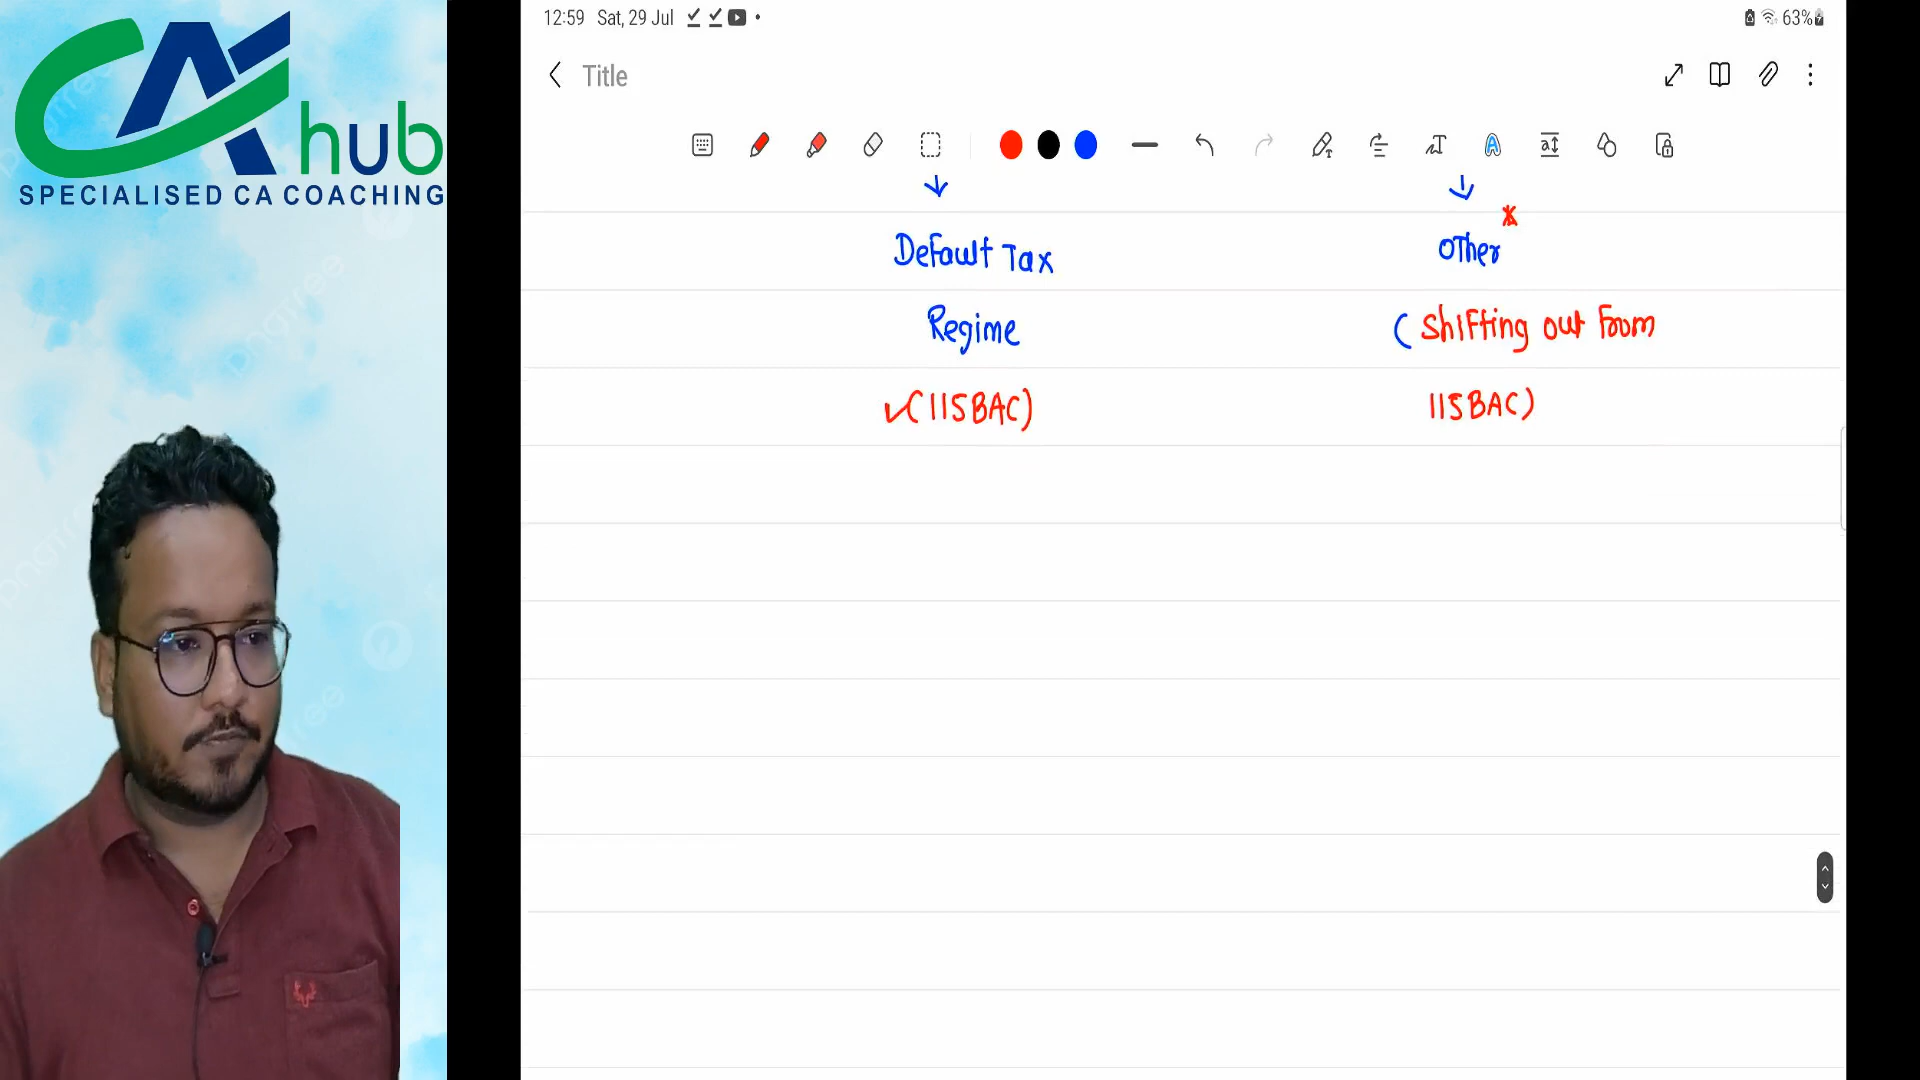 CA hub
SPECIALISED CA COACHING
12:59 Sat, 29 Jul
63%
Title
Default Tax
Regime
(115BAC)
Other
(Shifting out from
115BAC)